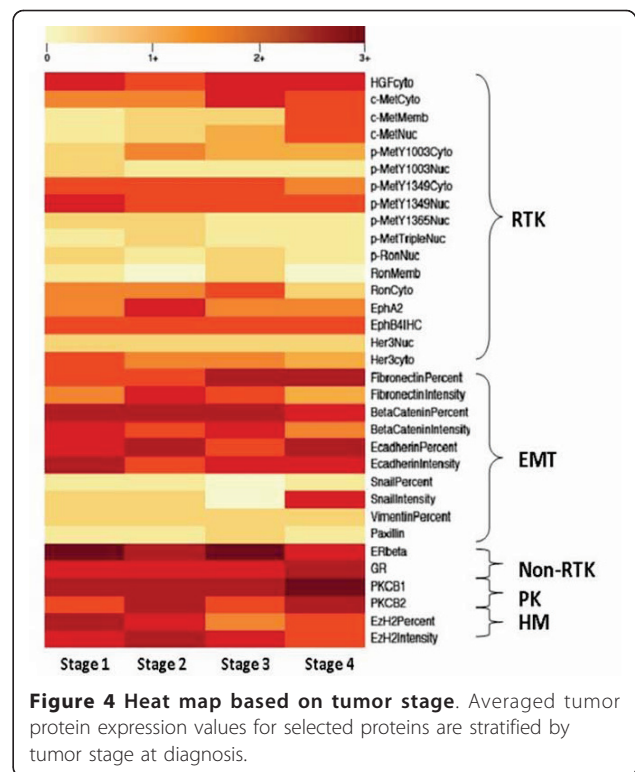 0 1+ 2+ 3+
HGFcyto
c-MetCyto
c-MetMemb
c-MetNuc
p-MetY1003Cyto
p-MetY1003Nuc
p-MetY1349Cyto
p-MetY1349Nuc
p-MetY1365Nuc
p-MetTripleNuc
p-RonNuc
RonMemb
RonCyto
EphA2
EphB4IHC
Her3Nuc
Her3cyto
RTK
FibronectinPercent
FibronectinIntensity
BetaCateninPercent
BetaCateninIntensity
EcadherinPercent
EcadherinIntensity
SnailPercent
SnailIntensity
VimentinPercent
Paxillin
EMT
ERbeta
GR
Non-RTK
PKCB1
PKCB2
PK
EzH2Percent
EzH2Intensity
HM
Stage 1 Stage 2 Stage 3 Stage 4
Figure 4 Heat map based on tumor stage. Averaged tumor
protein expression values for selected proteins are stratified by
tumor stage at diagnosis.